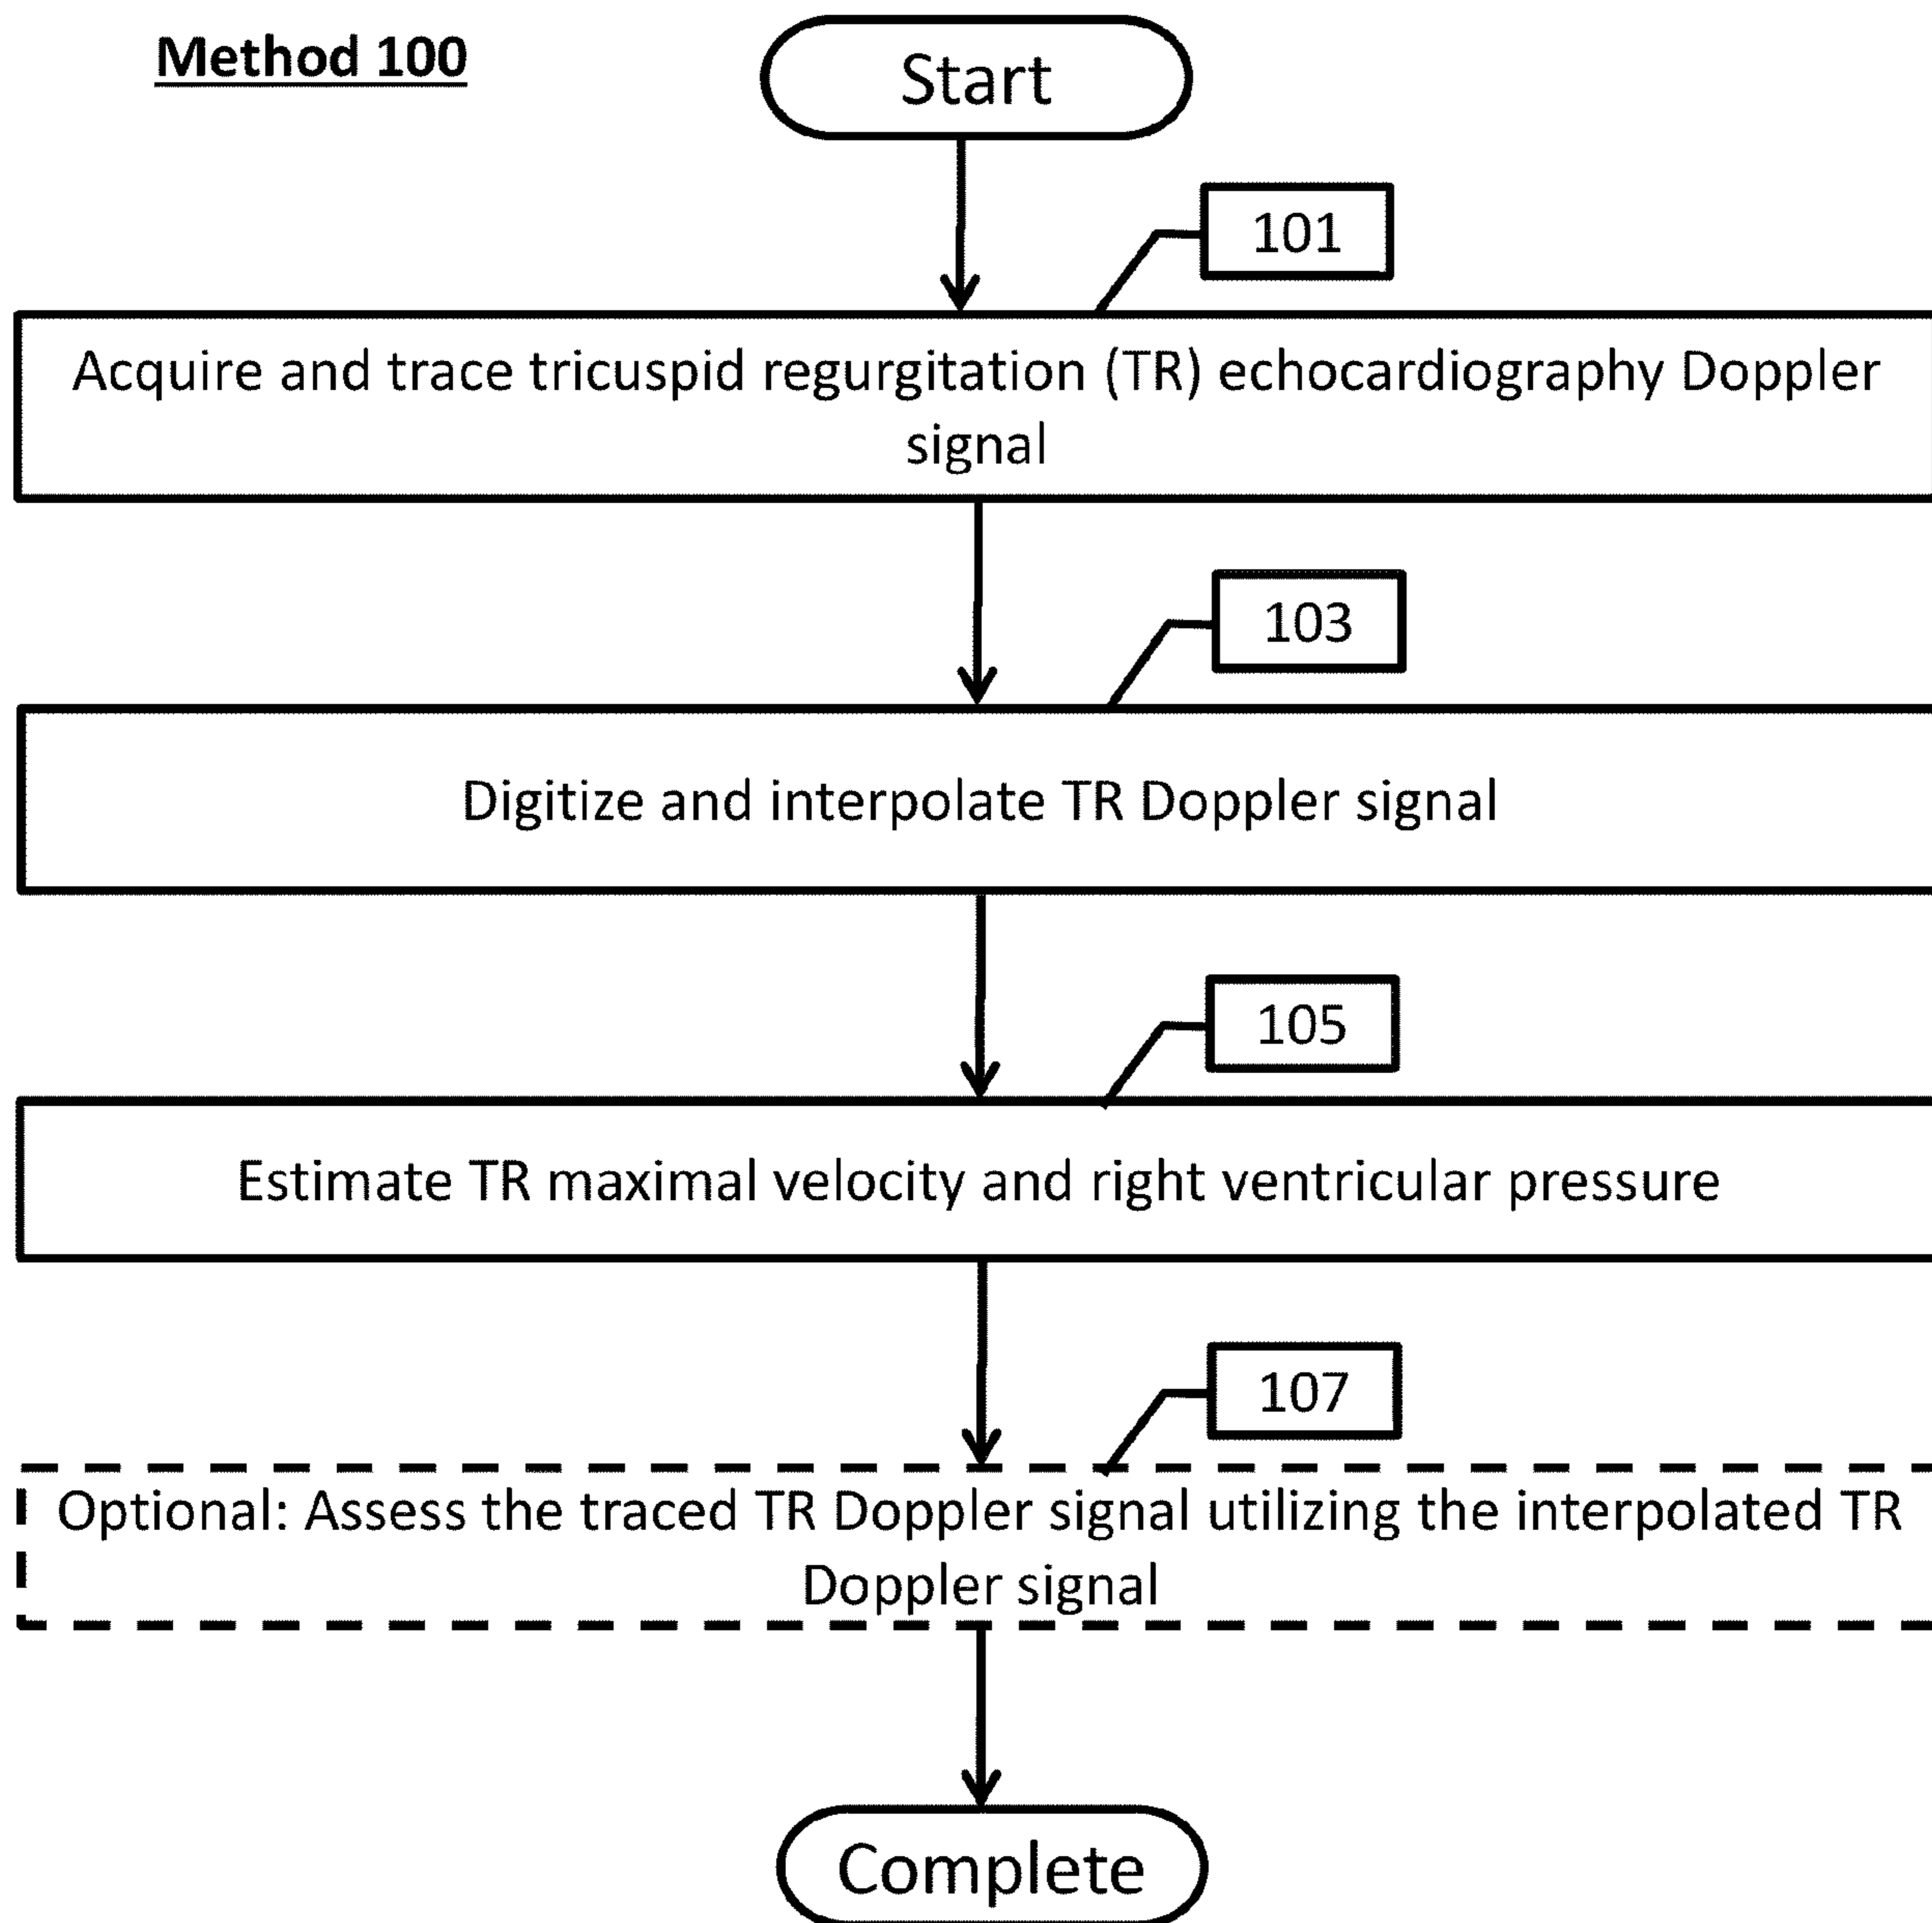 Method 100
Start
101
Acquire and trace tricuspid regurgitation (TR) echocardiography Doppler
signal
103
Digitize and interpolate TR Doppler signal
105
Estimate TR maximal velocity and right ventricular pressure
107
Optional: Assess the traced TR Doppler signal utilizing the interpolated TR
Doppler signal
Complete